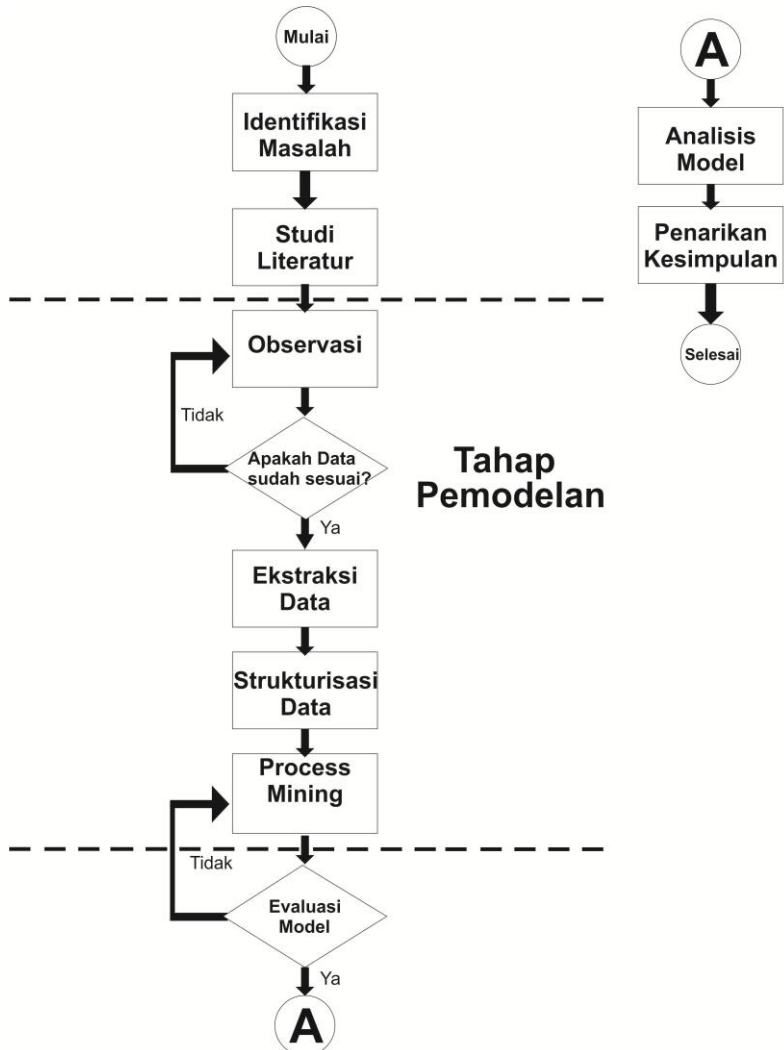 Mulai
Identifikasi
Masalah
Studi
Literatur
Observasi
Tidak
Apakah Data
sudah sesuai?
Ya
Ekstraksi
Data
Strukturisasi
Data
Process
Mining
Tidak
Evaluasi
Model
Ya
A
Tahap
Pemodelan
A
Analisis
Model
Penarikan
Kesimpulan
Selesai